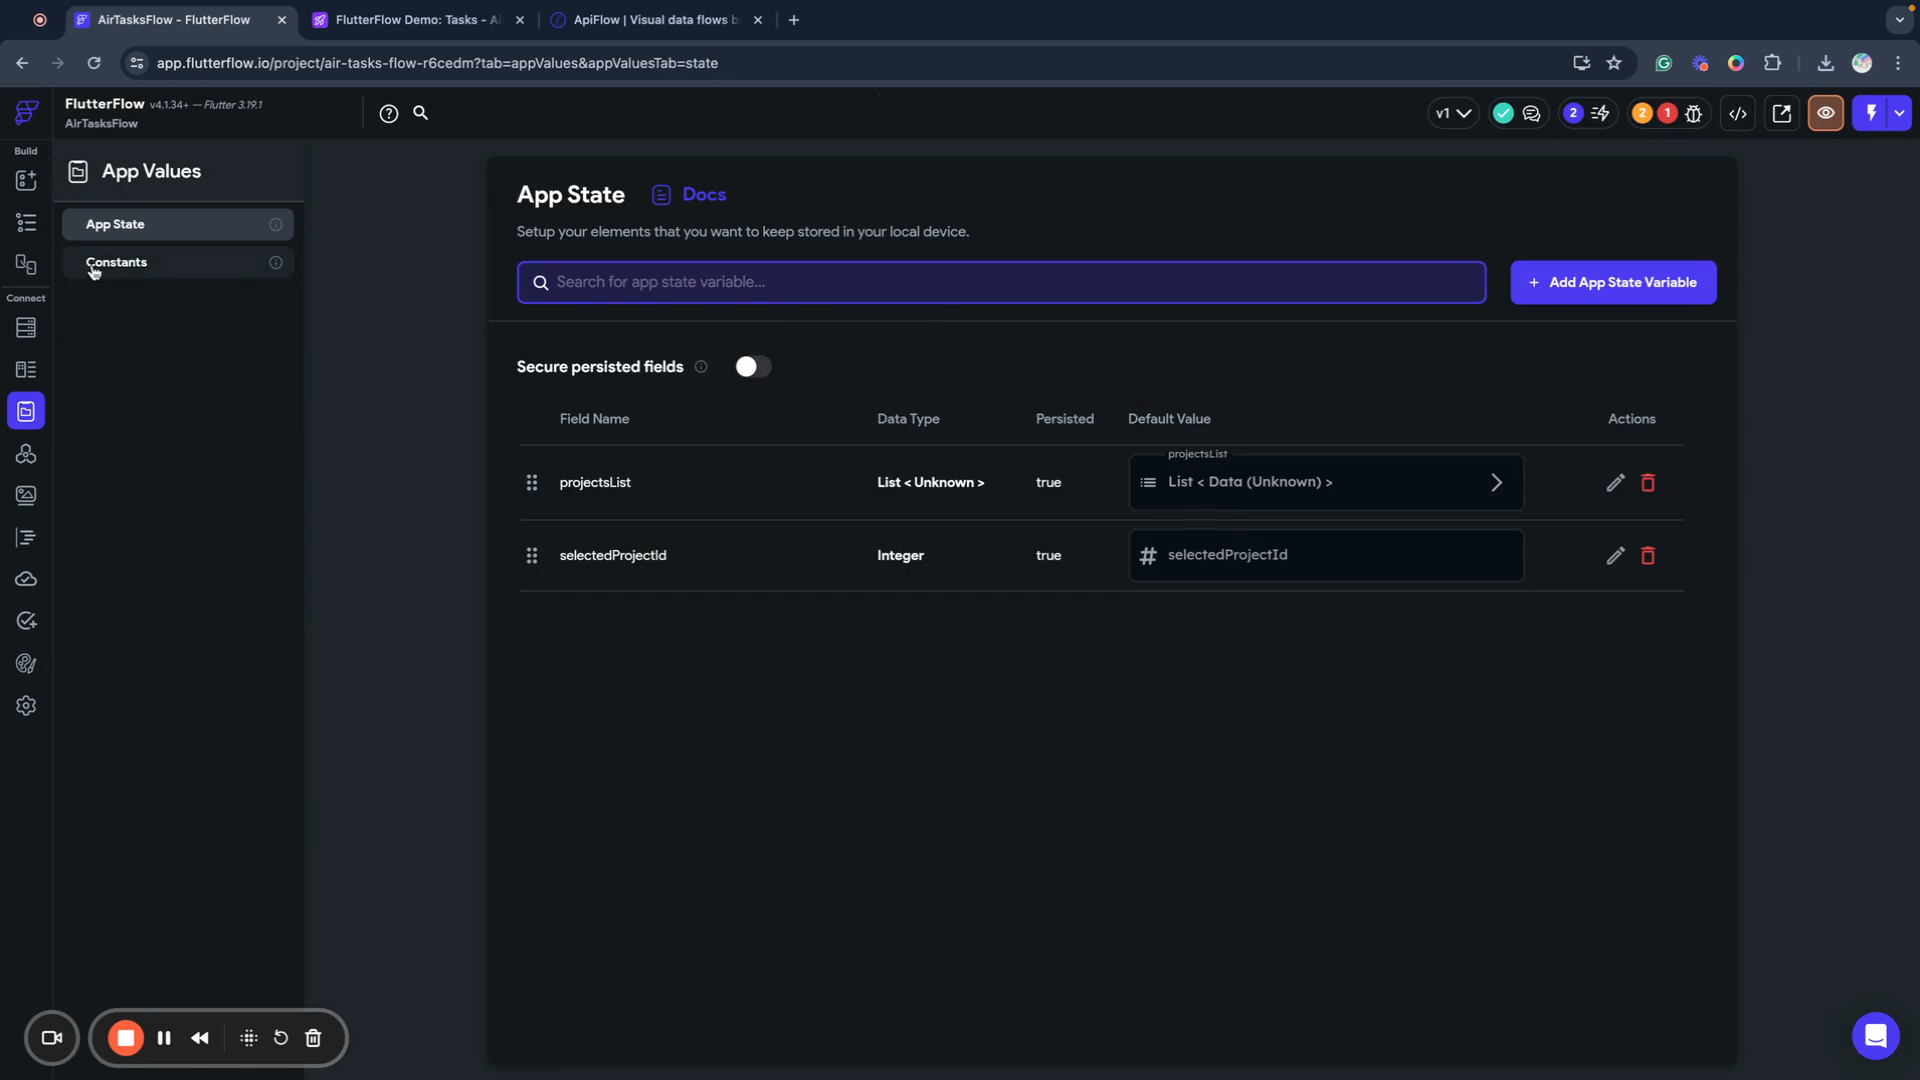 AirTasksFlow - FlutterFlow
FlutterFlow Demo: Tasks - Ai
ApiFlow | Visual data flows b
app.flutterflow.io/project/air-tasks-flow-r6cedm?tab=appValues&appValuesTab=state
FlutterFlow v4.1.34+ — Flutter 3.19.1
AirTasksFlow
v1
2
2
1
Build
Connect
App Values
App State
Constants
App State
Docs
Setup your elements that you want to keep stored in your local device.
Search for app state variable...
+ Add App State Variable
Secure persisted fields
Field Name Data Type Persisted Default Value Actions
projectsList
projectsList List < Unknown > true List < Data (Unknown) >
selectedProjectId Integer true # selectedProjectId